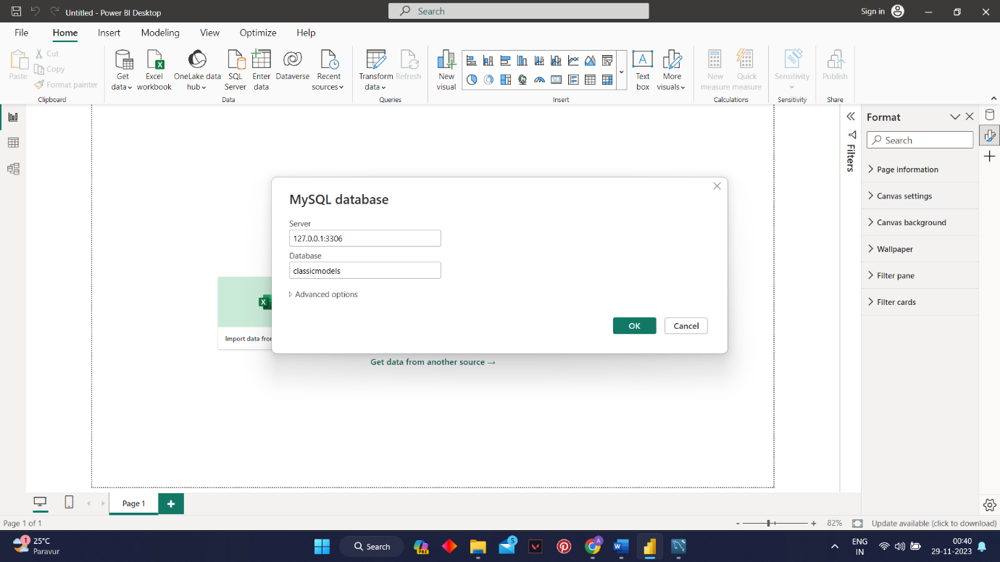 Untitled - Power BI Desktop
Search
Sign in
File Home Insert Modeling View Optimize Help
Paste
Cut
Copy
Format painter
Clipboard
Get data
Excel workbook
OneLake data hub
SQL Server
Enter data
Dataverse
Recent sources
Data
Transform data
Refresh
Queries
New visual
123
Insert
A
Text box
More visuals
New measure
Quick measure
Calculations
Sensitivity
Sensitivity
Publish
Share
Filters
Format
Search
Page information
Canvas settings
Canvas background
Wallpaper
Filter pane
Filter cards
MySQL database
Server
127.0.0.1:3306
Database
classicmodels
Advanced options
OK
Cancel
X
Import data fro
Get data from another source →
Page 1
+
Page 1 of 1
- + 82%
Update available (click to download)
1
25°C
Paravur
Search
PRE
5
A
W
ENG
IN
00:40
29-11-2023